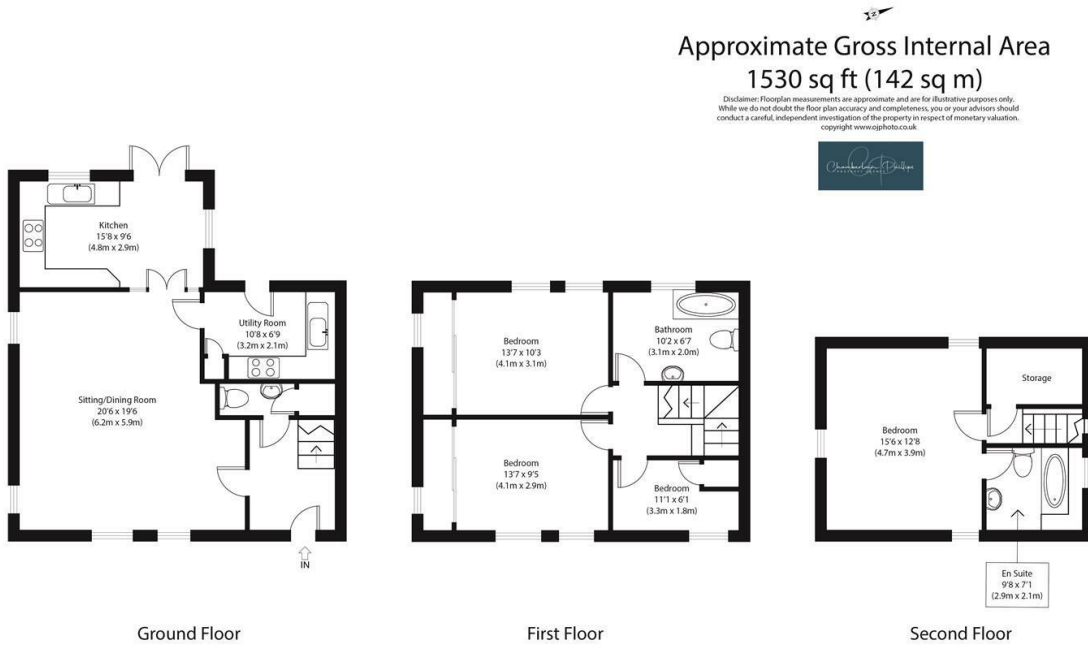 N
Approximate Gross Internal Area
1530 sq ft (142 sq m)
Disclaimer: Floorplan measurements are approximate and are for illustrative purposes only.
While we do not doubt the floor plan accuracy and completeness, you or your advisors should
conduct a careful, independent investigation of the property in respect of monetary valuation.
copyright www.ojphoto.co.uk
Chamberlain Phillips
Kitchen
15'8 x 9'6
(4.8m x 2.9m)
Utility Room
10'8 x 6'9
(3.2m x 2.1m)
Sitting/Dining Room
20'6 x 19'6
(6.2m x 5.9m)
IN
Ground Floor
Bedroom
13'7 x 10'3
(4.1m x 3.1m)
Bathroom
10'2 x 6'7
(3.1m x 2.0m)
Bedroom
13'7 x 9'5
(4.1m x 2.9m)
Bedroom
11'1 x 6'1
(3.3m x 1.8m)
First Floor
Storage
Bedroom
15'6 x 12'8
(4.7m x 3.9m)
En Suite
9'8 x 7'1
(2.9m x 2.1m)
Second Floor